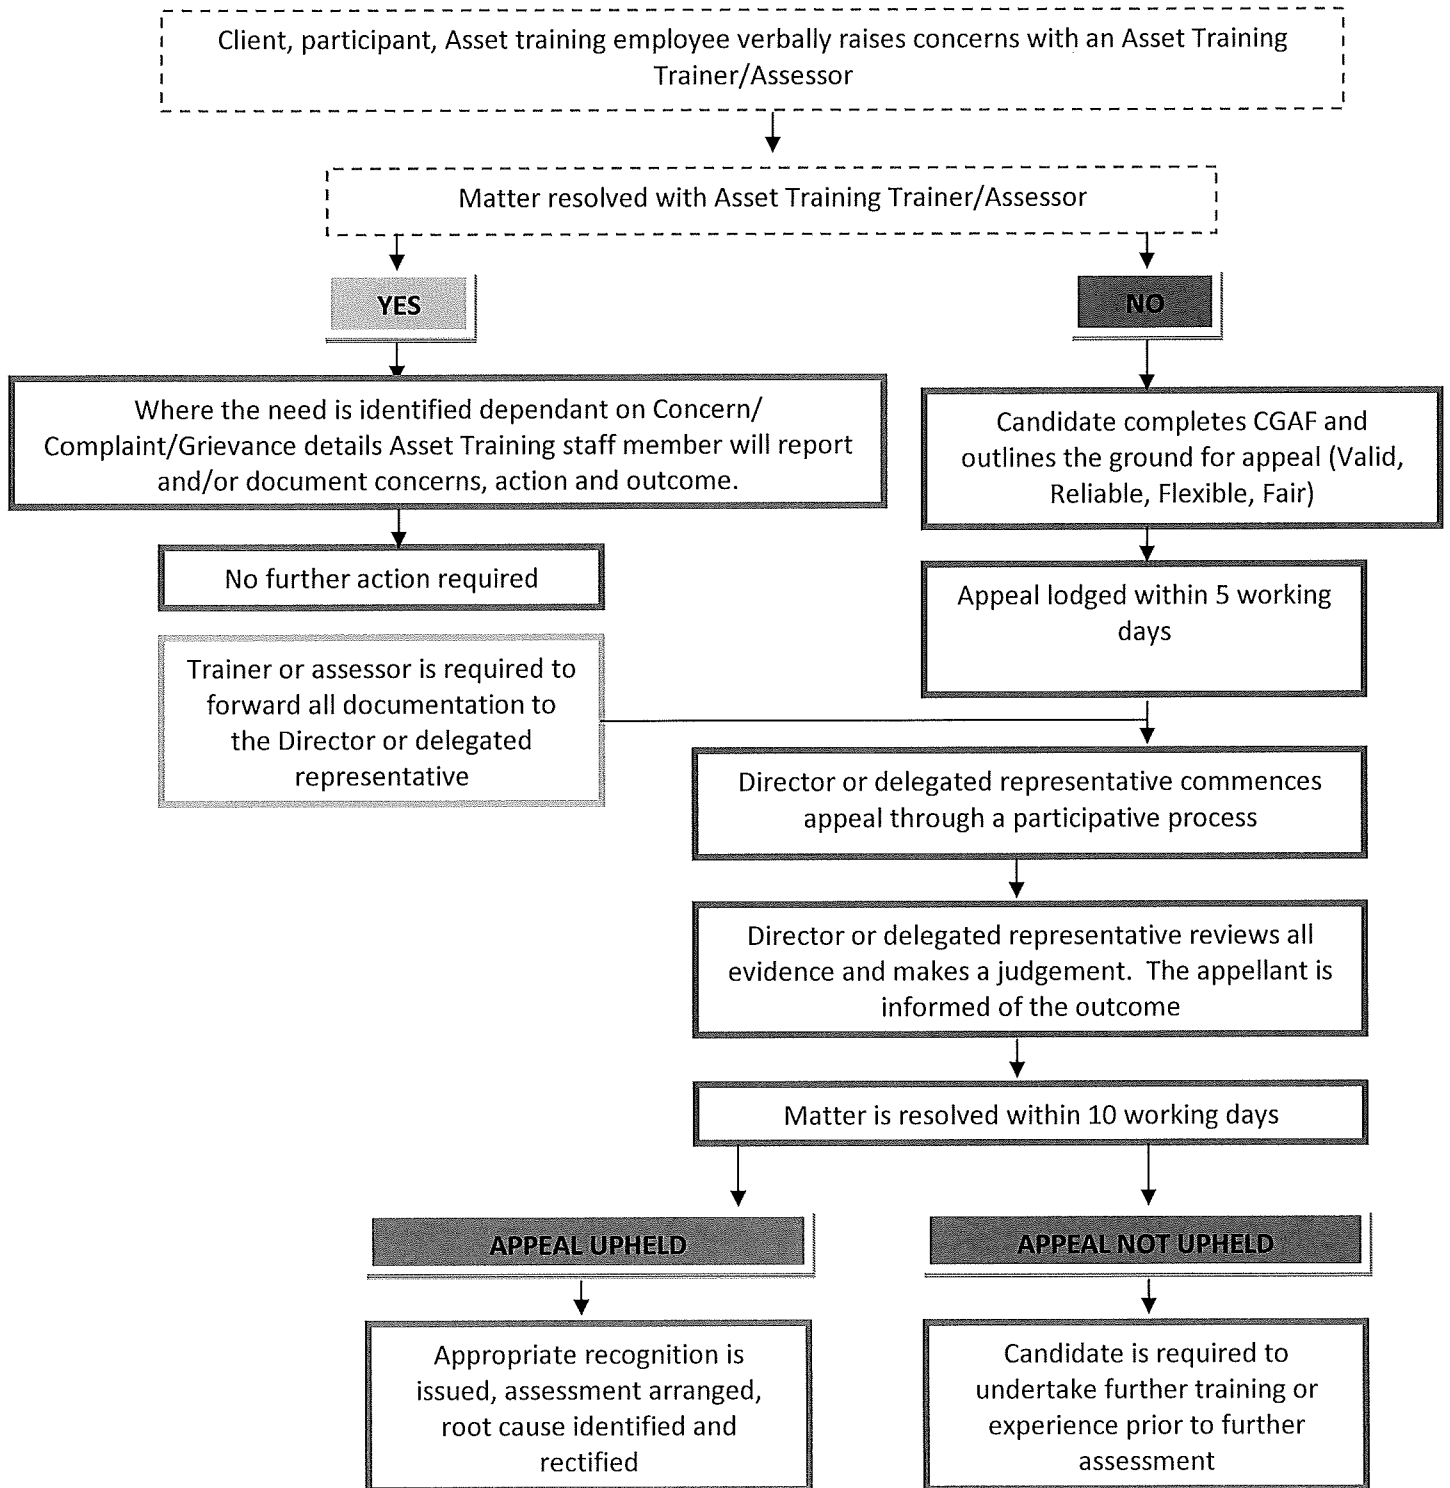 Client, participant, Asset training employee verbally raises concerns with an Asset Training
Trainer/Assessor
Matter resolved with Asset Training Trainer/Assessor
YES
NO
Where the need is identified dependant on Concern/
Complaint/Grievance details Asset Training staff member will report
and/or document concerns, action and outcome.
Candidate completes CGAF and
outlines the ground for appeal (Valid,
Reliable, Flexible, Fair)
No further action required
Appeal lodged within 5 working
days
Trainer or assessor is required to
forward all documentation to
the Director or delegated
representative
Director or delegated representative commences
appeal through a participative process
Director or delegated representative reviews all
evidence and makes a judgement.  The appellant is
informed of the outcome
Matter is resolved within 10 working days
APPEAL UPHELD
APPEAL NOT UPHELD
Appropriate recognition is
issued, assessment arranged,
root cause identified and
rectified
Candidate is required to
undertake further training or
experience prior to further
assessment